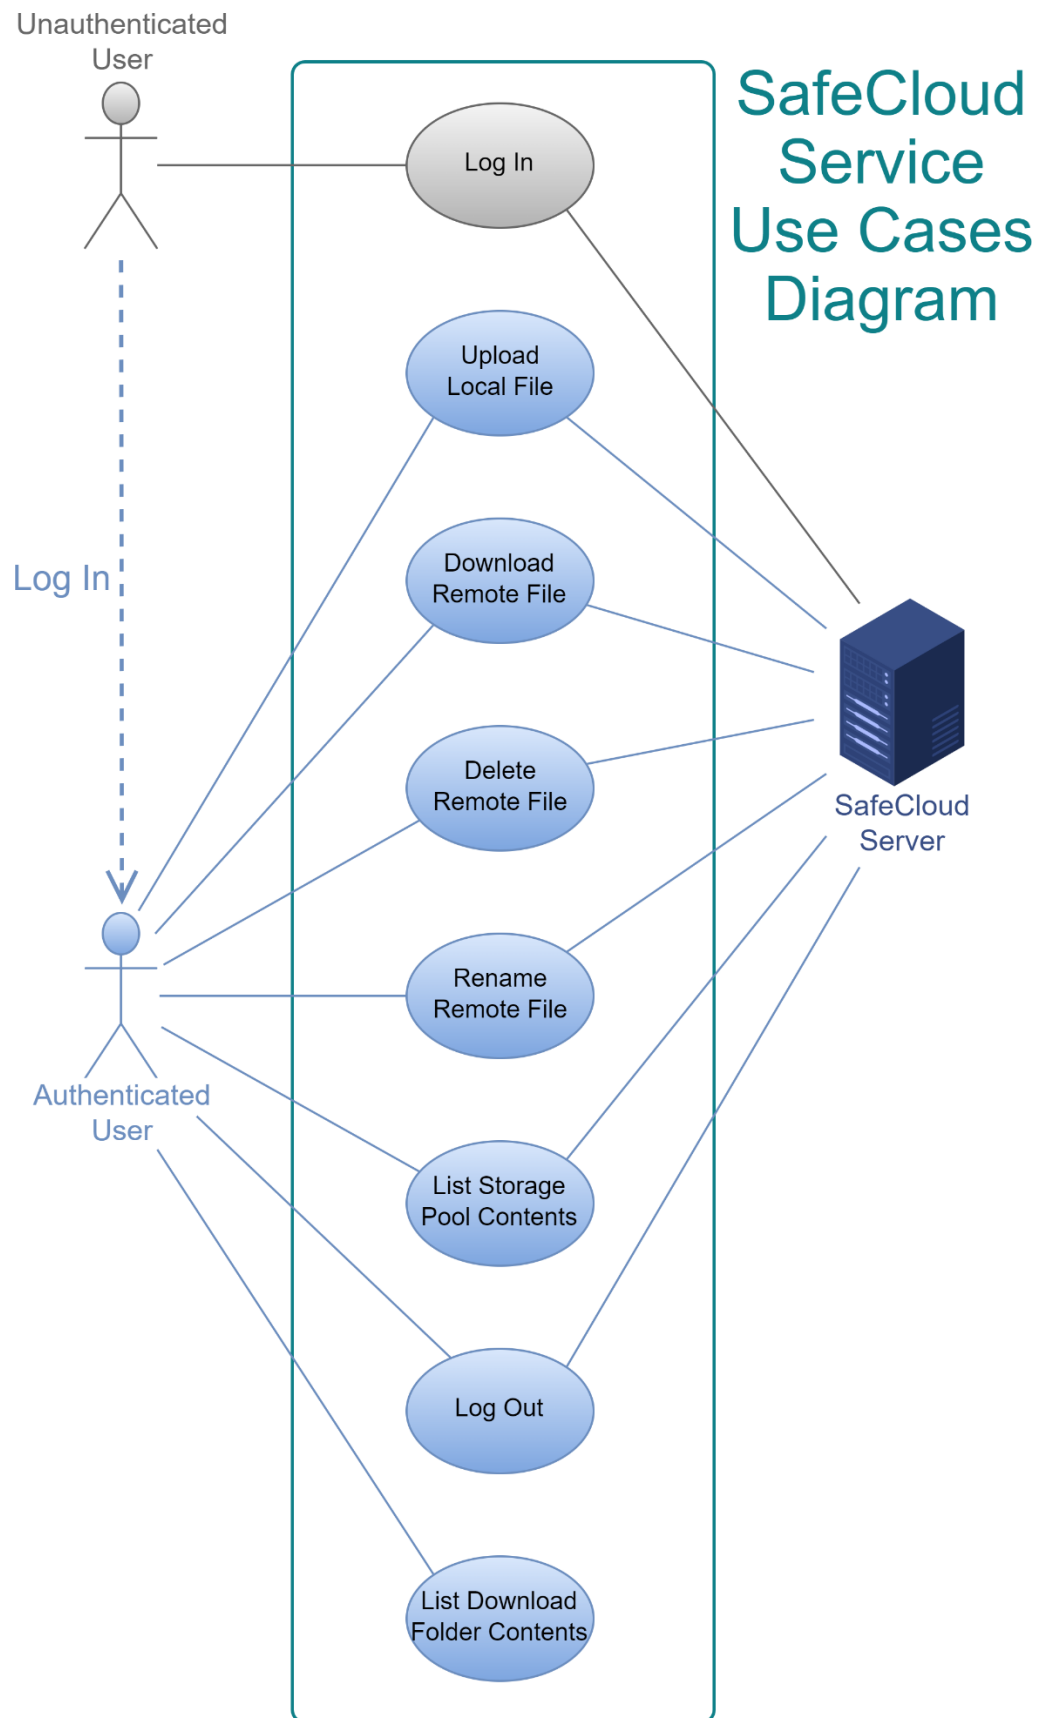 Unauthenticated
User
SafeCloud
Service
Use Cases
Diagram
Log In
Upload
Local File
Download
Remote File
Log In
Delete
Remote File
SafeCloud
Server
Rename
Remote File
Authenticated
User
List Storage
Pool Contents
Log Out
List Download
Folder Contents